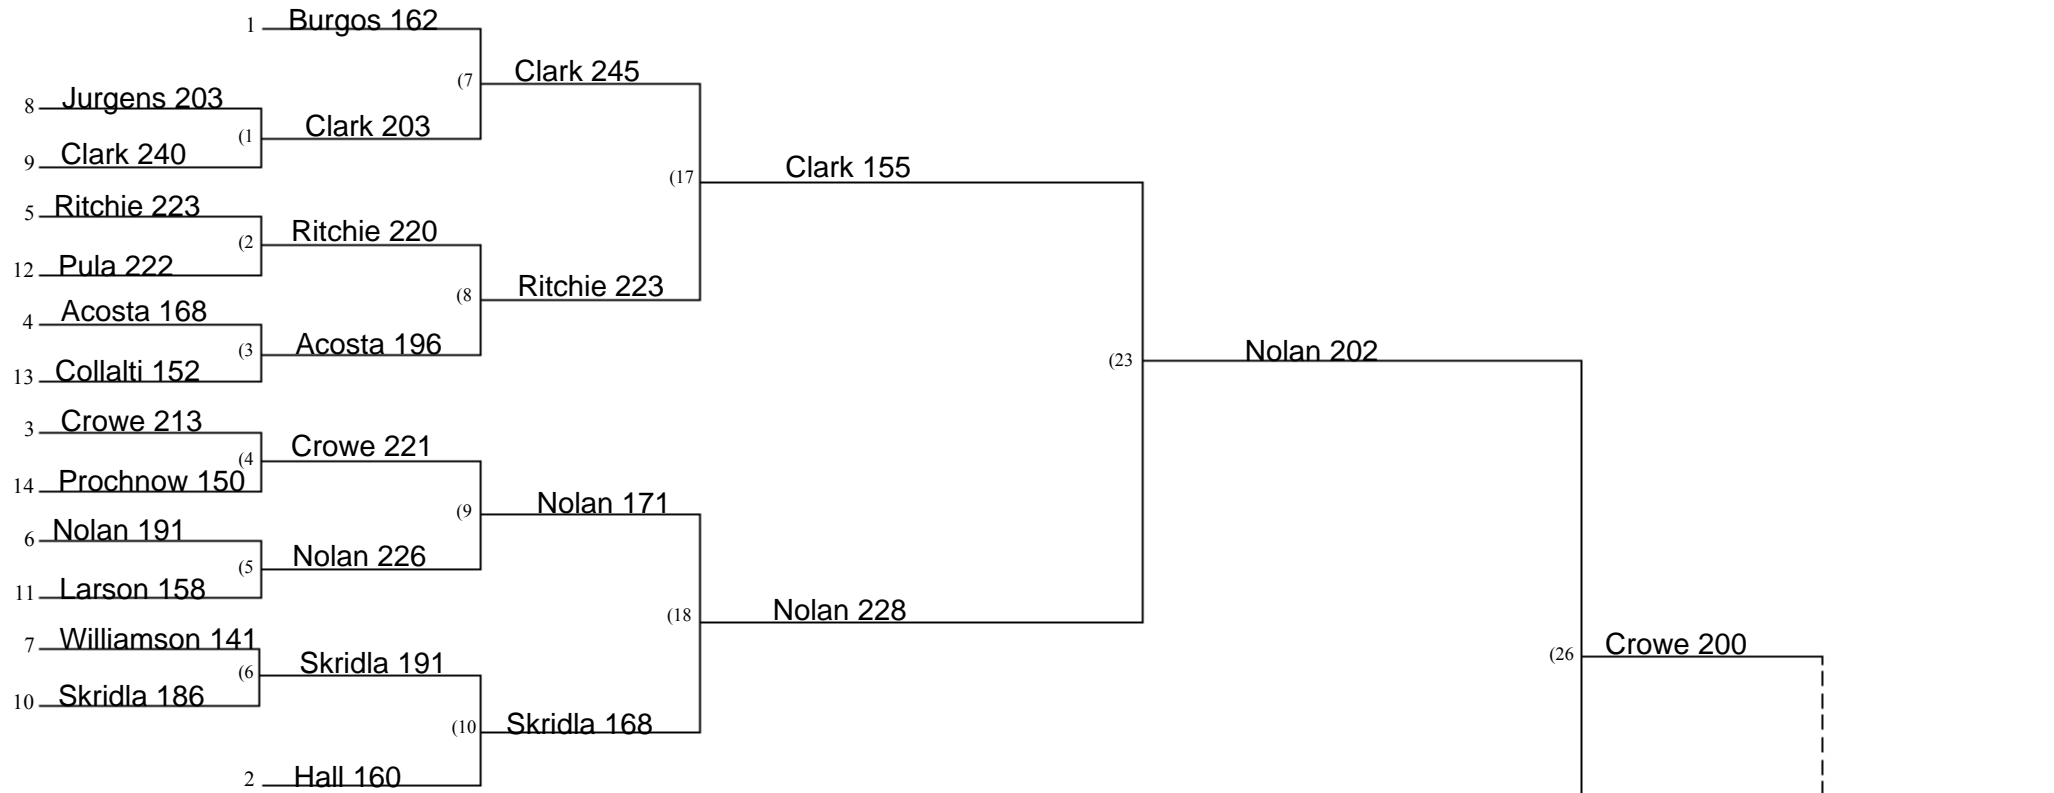 1 Burgos 162
(7 Clark 245
8 Jurgens 203
(1 Clark 203
9 Clark 240
(17 Clark 155
5 Ritchie 223
(2 Ritchie 220
12 Pula 222
(8 Ritchie 223
4 Acosta 168
(3 Acosta 196
13 Collalti 152
(23 Nolan 202
3 Crowe 213
(4 Crowe 221
14 Prochnow 150
(9 Nolan 171
6 Nolan 191
(5 Nolan 226
11 Larson 158
(18 Nolan 228
7 Williamson 141
(6 Skridla 191
10 Skridla 186
(26 Crowe 200
(10 Skridla 168
2 Hall 160